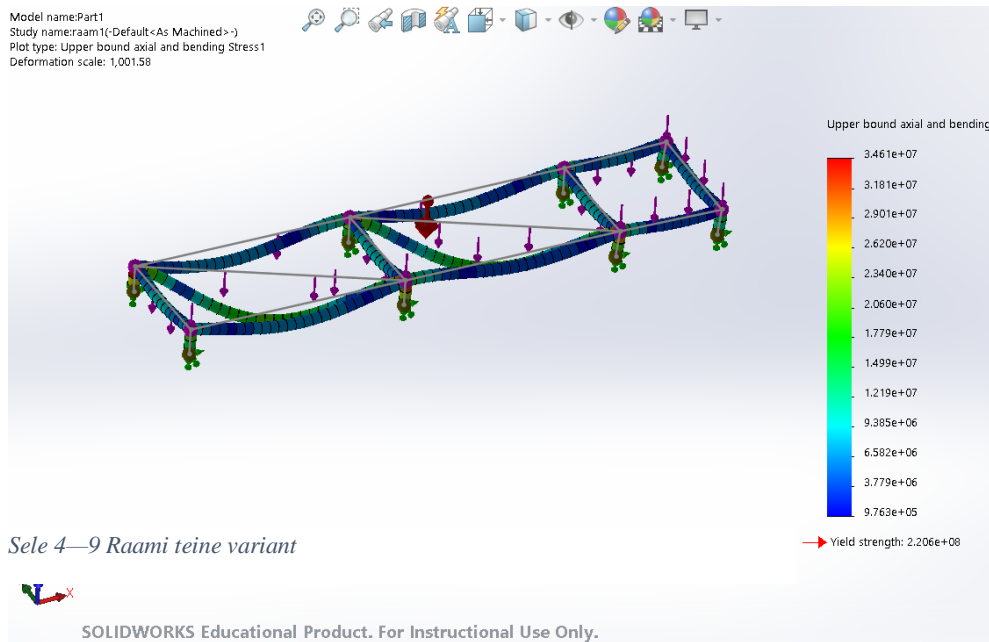 Model name:Part1
Study name:raam1(-Default<As Machined>-)
Plot type: Upper bound axial and bending Stress1
Deformation scale: 1,001.58
Upper bound axial and bending
3.461e+07
3.181e+07
2.901e+07
2.620e+07
2.340e+07
2.060e+07
1.779e+07
1.499e+07
1.219e+07
9.385e+06
6.582e+06
3.779e+06
9.763e+05
Yield strength: 2.206e+08
Sele 4—9 Raami teine variant
X
SOLIDWORKS Educational Product. For Instructional Use Only.